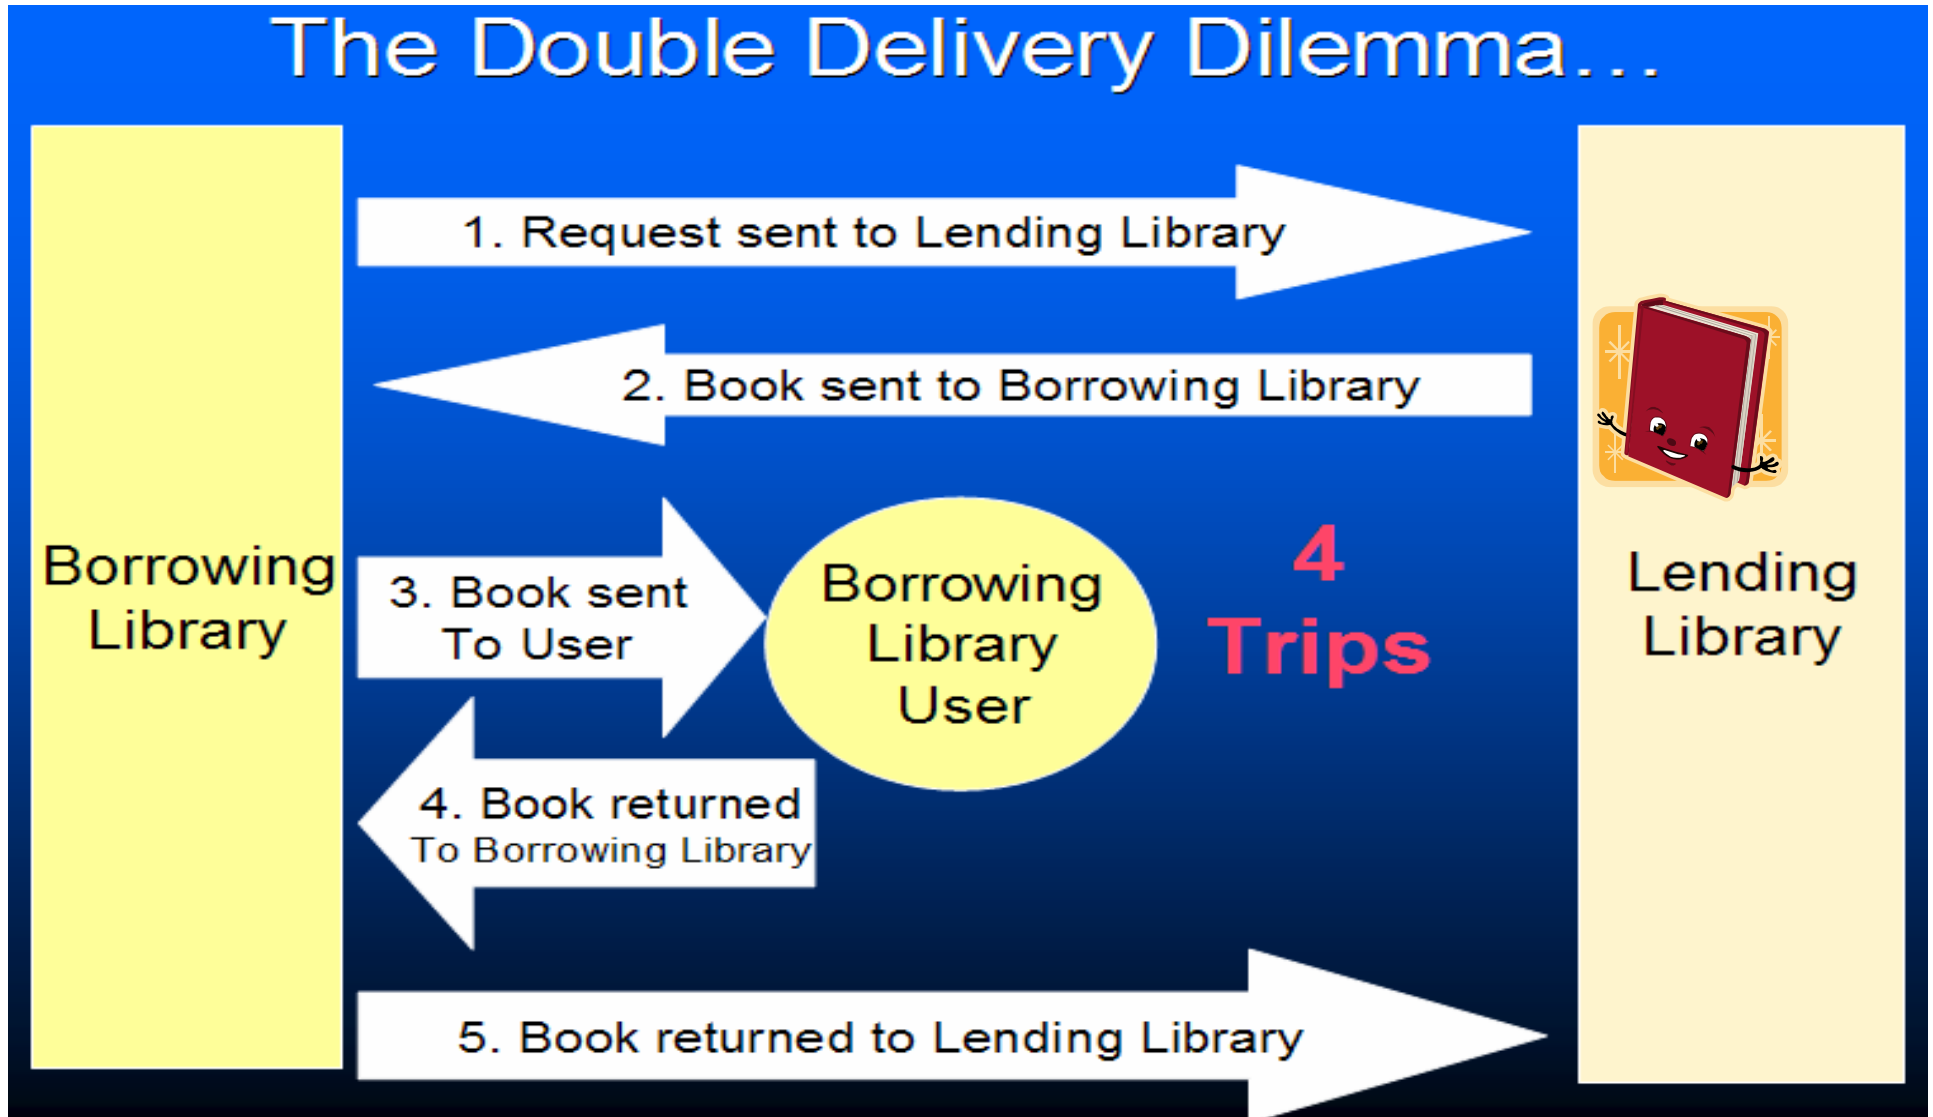 The Double Delivery Dilemma…
1. Request sent to Lending Library
2. Book sent to Borrowing Library
Borrowing
Library
3. Book sent
To User
Borrowing
Library
User
4
Trips
Lending
Library
4. Book returned
To Borrowing Library
5. Book returned to Lending Library